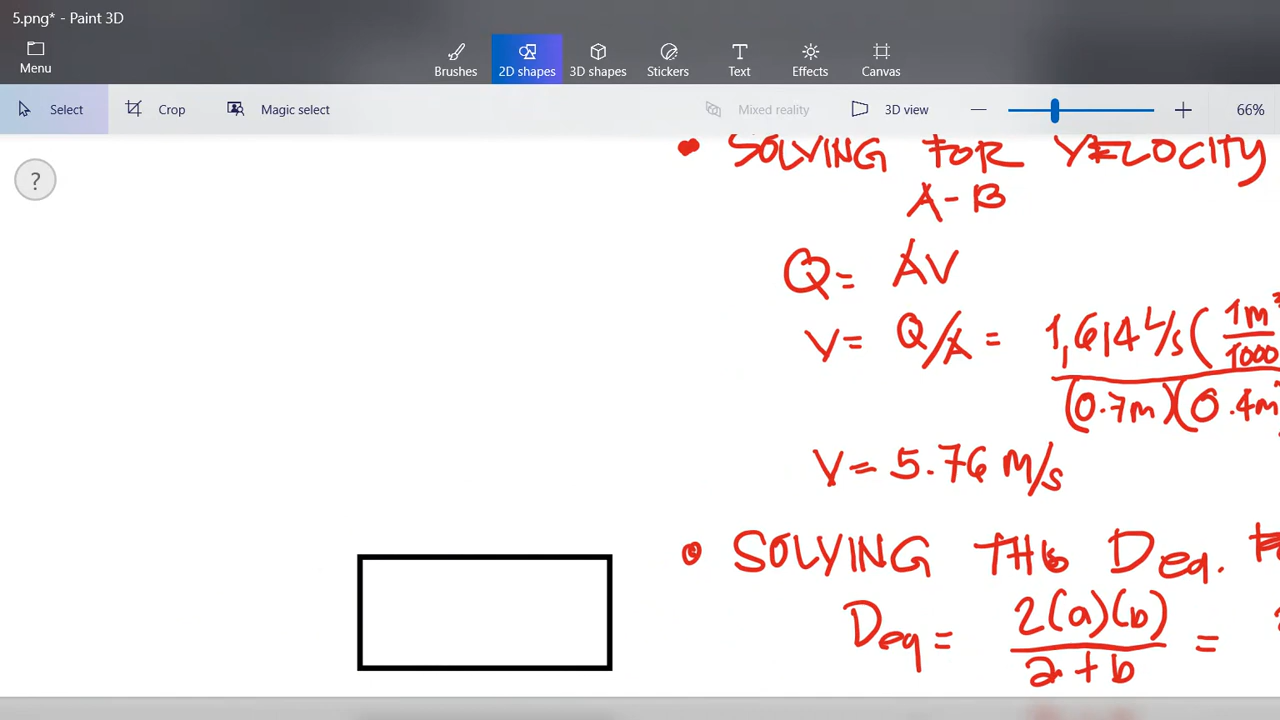 5.png* - Paint 3D
Menu
Brushes
2D shapes
3D shapes
Stickers
Text
Effects
Canvas
Select
Crop
Magic select
Mixed reality
3D view
66%
?
• SOLVING FOR VELOCITY
A-B
Q = AV
V = Q/A = 1,614 L/s ( 1m³ / 1000
(0.7m)(0.4m
V = 5.76 m/s
• SOLVING THE Deq.
Deq = 2(a)(b) / a + b =